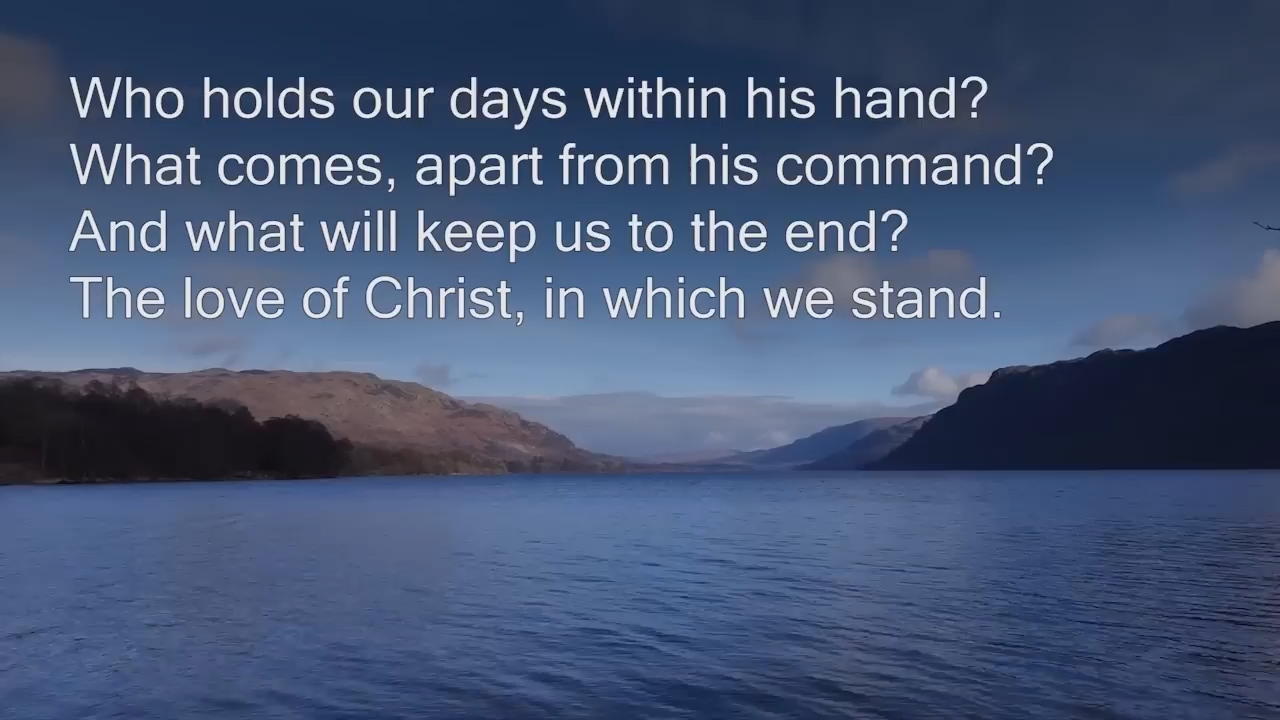 Who holds our days within his hand?
What comes, apart from his command?
And what will keep us to the end?
The love of Christ, in which we stand.